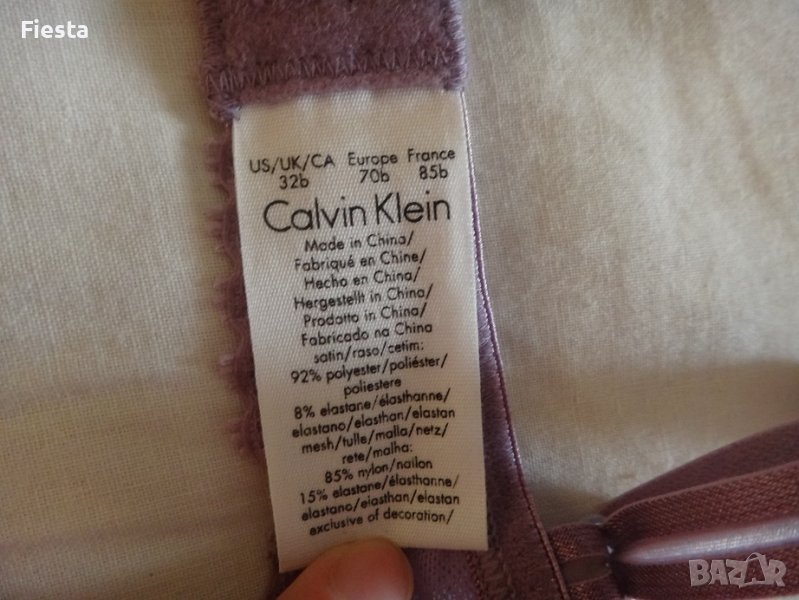 Fiesta
US/UK/CA Europe France
32b 70b 85b
Calvin Klein
Made in China/
Fabriqué en Chine/
Hecho en China/
Hergestellt in China/
Prodotto in China/
Fabricado na China
satin/raso/cetim:
92% polyester/poliéster/
poliestere
8% elastane/élasthanne/
elastano/elasthan/elastan
mesh/tulle/malla/netz/
rete/malha:
85% nylon/nailon
15% elastane/élasthanne/
elastano/elasthan/elastan
exclusive of decoration/
BAZAR